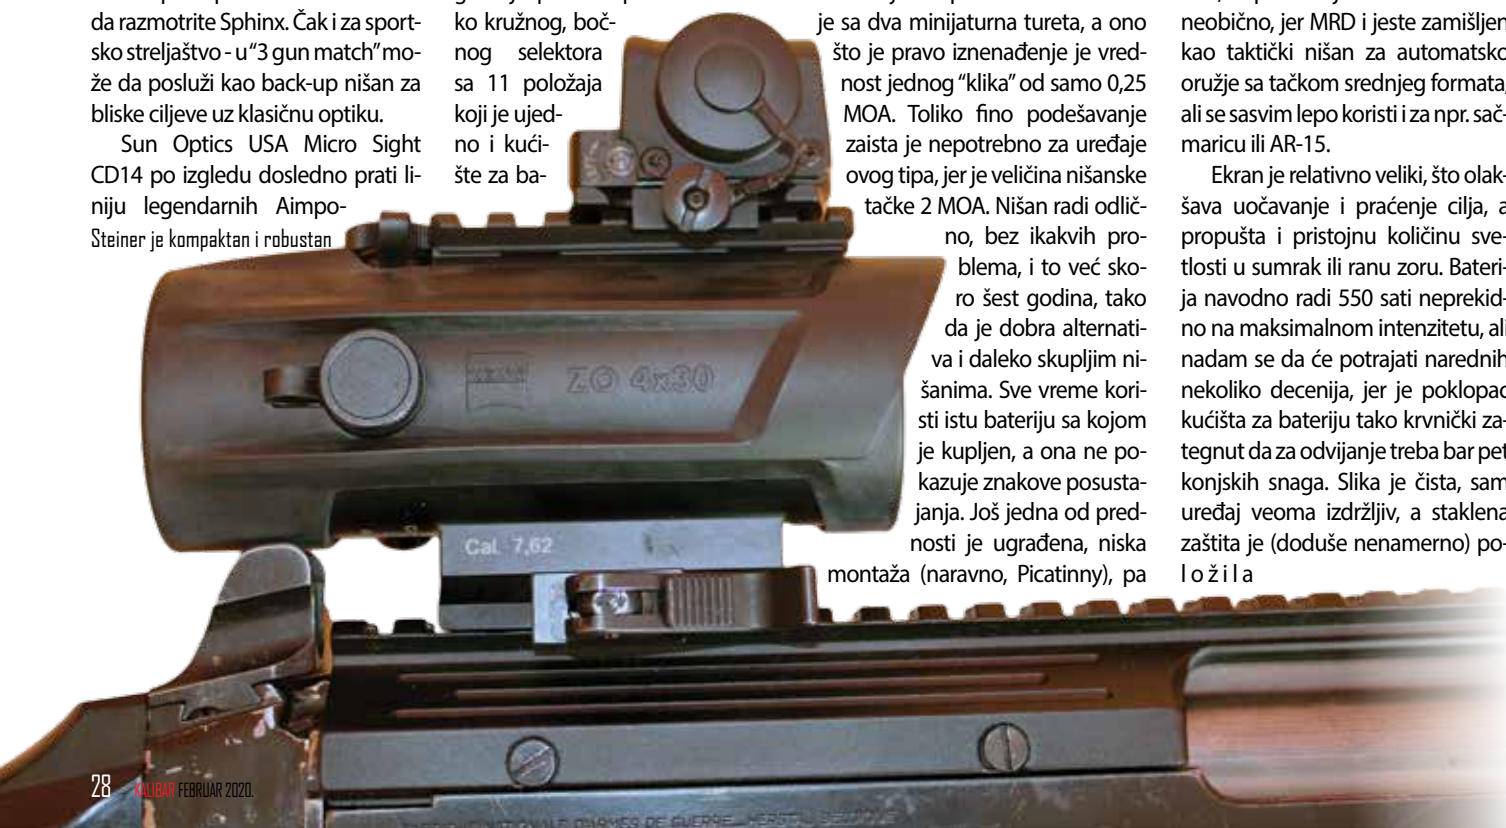 da razmotrite Sphinx. Čak i za sport-
sko streljaštvo - u “3 gun match” mo-
že da posluži kao back-up nišan za
bliske ciljeve uz klasičnu optiku.
Sun Optics USA Micro Sight
CD14 po izgledu dosledno prati li-
niju legendarnih Aimpo-
Steiner je kompaktan i robustan
ko kružnog, boč-
nog selektora
sa 11 položaja
koji je ujed-
no i kući-
šte za ba-
je sa dva minijaturna tureta, a ono
što je pravo iznenađenje je vred-
nost jednog “klika” od samo 0,25
MOA. Toliko fino podešavanje
zaista je nepotrebno za uređaje
ovog tipa, jer je veličina nišanske
tačke 2 MOA. Nišan radi odlič-
no, bez ikakvih pro-
blema, i to već sko-
ro šest godina, tako
da je dobra alternati-
va i daleko skupljim ni-
šanima. Sve vreme kori-
sti istu bateriju sa kojom
je kupljen, a ona ne po-
kazuje znakove posusta-
janja. Još jedna od pred-
nosti je ugrađena, niska
montaža (naravno, Picatinny), pa
neobično, jer MRD i jeste zamišljen
kao taktički nišan za automatsko
oružje sa tačkom srednjeg formata,
ali se sasvim lepo koristi i za npr. sač-
maricu ili AR-15.
Ekran je relativno veliki, što olak-
šava uočavanje i praćenje cilja, a
propušta i pristojnu količinu sve-
tlosti u sumrak ili ranu zoru. Bateri-
ja navodno radi 550 sati neprekid-
no na maksimalnom intenzitetu, ali
nadam se da će potrajati narednih
nekoliko decenija, jer je poklopac
kućišta za bateriju tako krvnički za-
tegnut da za odvijanje treba bar pet
konjskih snaga. Slika je čista, sam
uređaj veoma izdržljiv, a staklena
zaštita je (doduše nenamerno) po-
ložila
ZEISS
ZO 4x30
Cal. 7,62
28 KALIBAR FEBRUAR 2020.
FABRIQUE NATIONALE D'ARMES DE GUERRE HERSTAL BELGIQUE